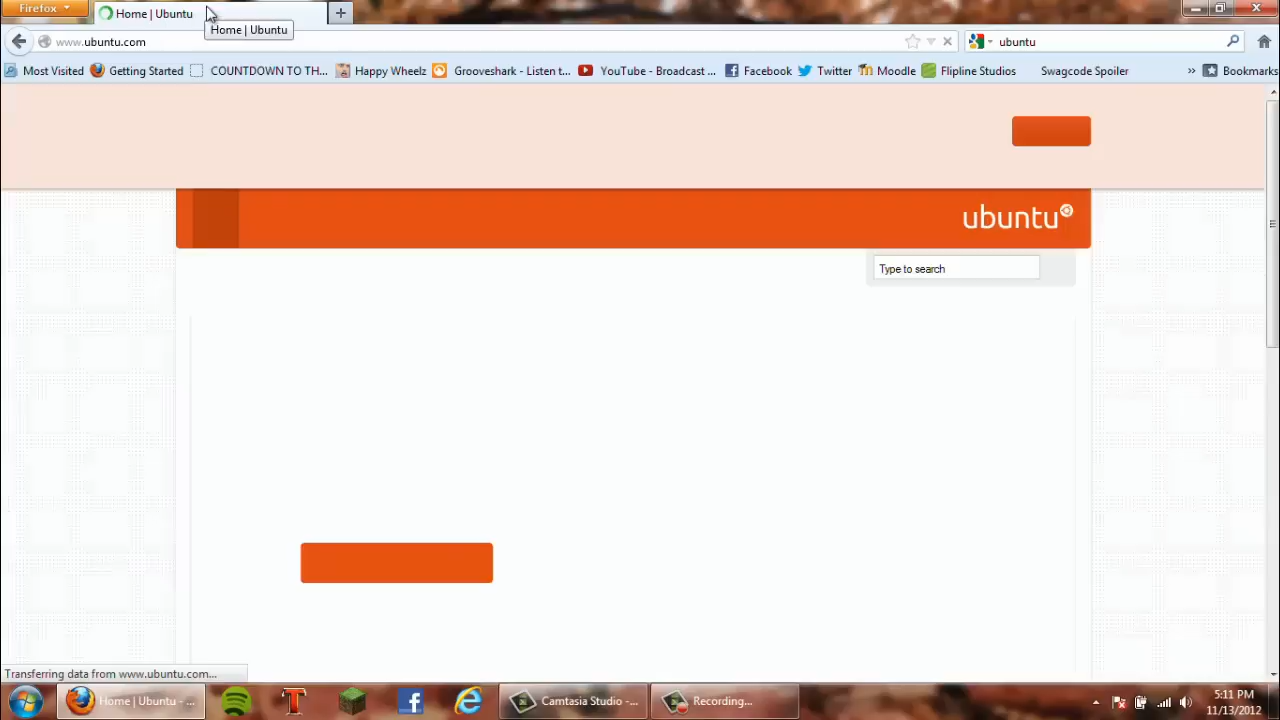 Firefox
Home | Ubuntu
Home | Ubuntu
www.ubuntu.com
ubuntu
Most Visited
Getting Started
COUNTDOWN TO TH...
Happy Wheelz
Grooveshark - Listen t...
YouTube - Broadcast ...
Facebook
Twitter
Moodle
Flipline Studios
Swagcode Spoiler
»
Bookmarks
ubuntu
Type to search
Transferring data from www.ubuntu.com...
Home | Ubuntu - ...
Camtasia Studio -...
Recording...
5:11 PM
11/13/2012